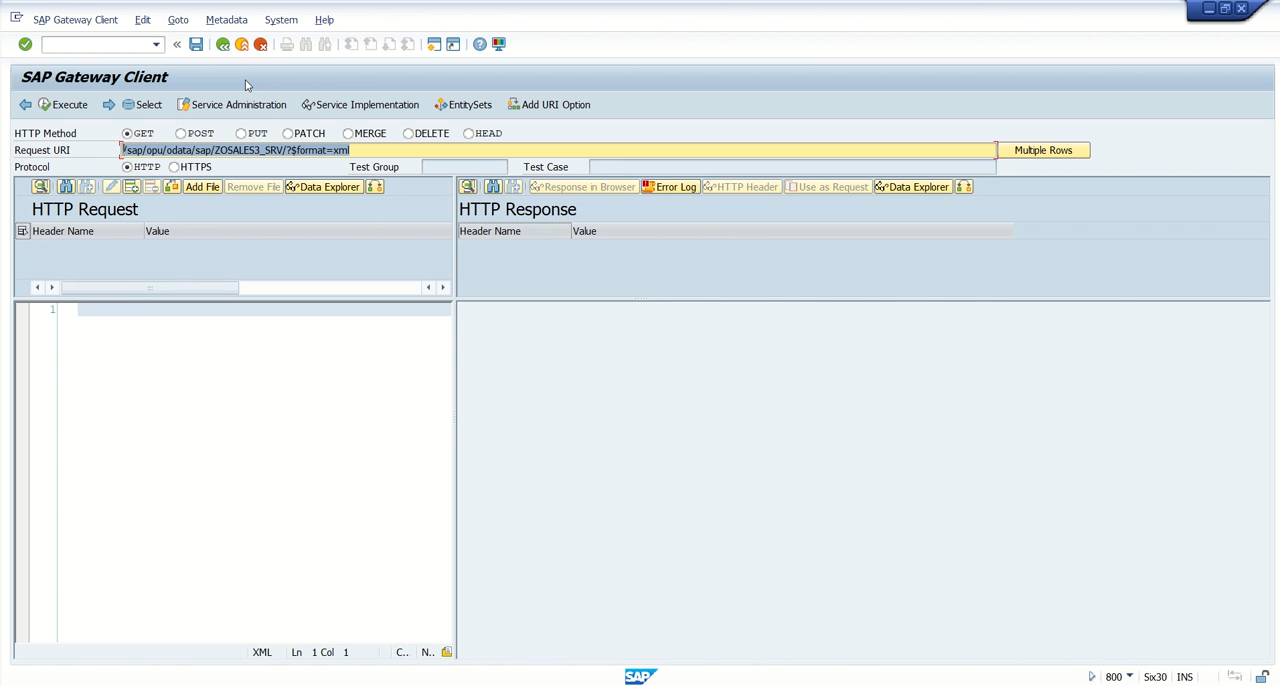 SAP Gateway Client Edit Goto Metadata System Help
SAP Gateway Client
Execute Select Service Administration Service Implementation EntitySets Add URI Option
HTTP Method GET POST PUT PATCH MERGE DELETE HEAD
Request URI /sap/opu/odata/sap/ZOSALES3_SRV/?$format=xml Multiple Rows
Protocol HTTP HTTPS Test Group Test Case
Add File Remove File Data Explorer Response in Browser Error Log HTTP Header Use as Request Data Explorer
HTTP Request HTTP Response
Header Name Value Header Name Value
1
XML Ln 1 Col 1 C.. N..
SAP 800 Six30 INS